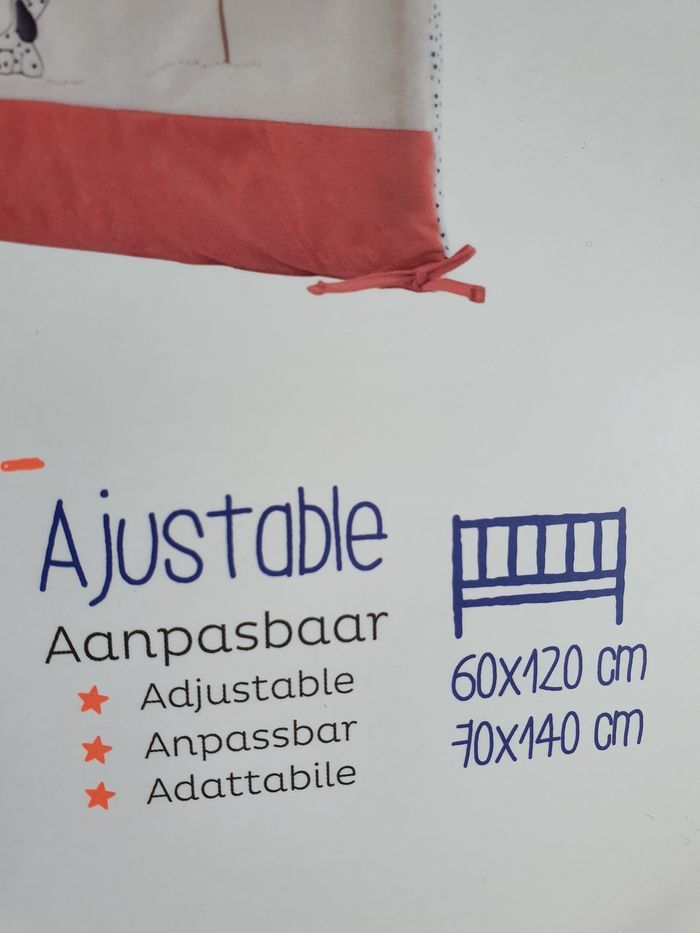 Ajustable
Aanpasbaar
Adjustable
Anpassbar
Adattabile
60x120 cm
70x140 cm